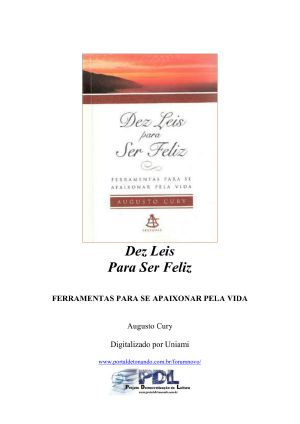 Dez Leis
para
Ser Feliz
FERRAMENTAS PARA SE
APAIXONAR PELA VIDA
AUGUSTO CURY
SEXTANTE
Dez Leis
Para Ser Feliz
FERRAMENTAS PARA SE APAIXONAR PELA VIDA
Augusto Cury
Digitalizado por Uniami
www.portaldetonando.com.br/forumnovo/
PDL
Projeto Democratização da Leitura